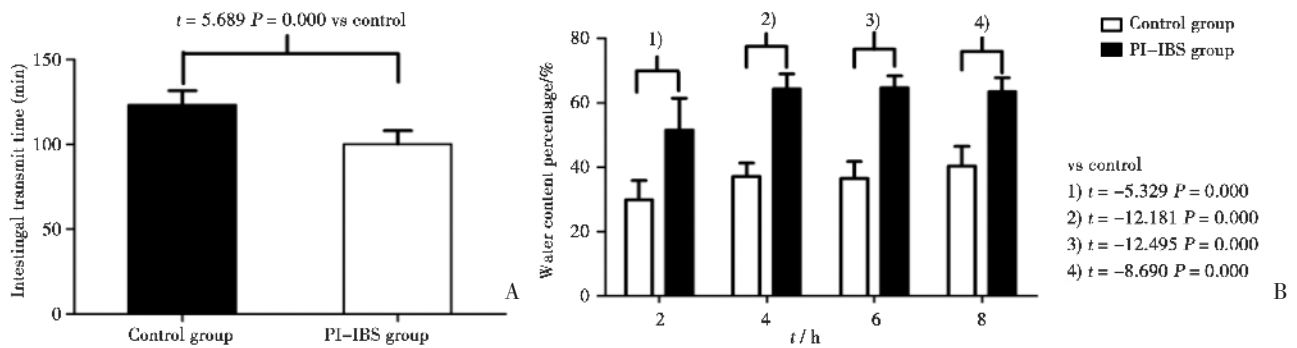 t = 5.689 P = 0.000 vs control
150
100
50
0
Intestingal transmit time (min)
Control group
PI-IBS group
A
80
60
40
20
0
Water content percentage/%
1)
2)
3)
4)
2
4
6
8
t / h
Control group
PI-IBS group
vs control
1) t = -5.329 P = 0.000
2) t = -12.181 P = 0.000
3) t = -12.495 P = 0.000
4) t = -8.690 P = 0.000
B